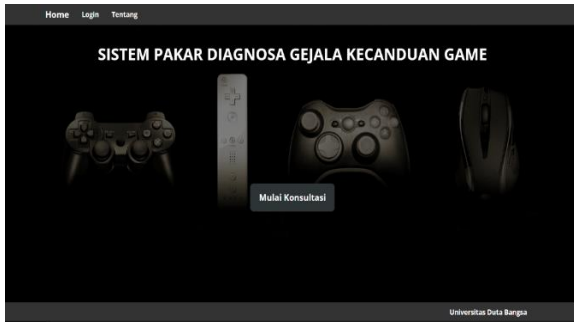 Home Login Tentang
SISTEM PAKAR DIAGNOSA GEJALA KECANDUAN GAME
Mulai Konsultasi
Universitas Duta Bangsa